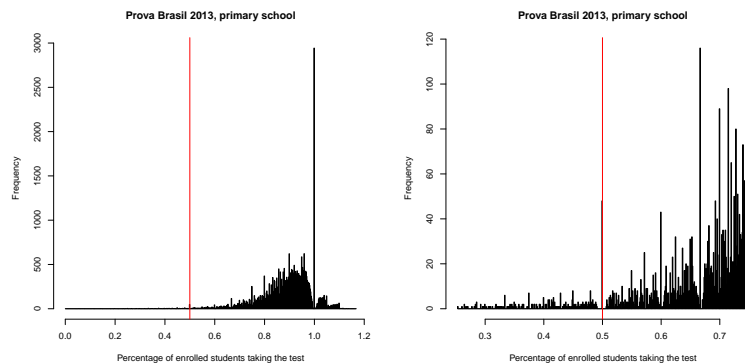 Prova Brasil 2013, primary school
Frequency
3000
2500
2000
1500
1000
500
0
0.0 0.2 0.4 0.6 0.8 1.0 1.2
Percentage of enrolled students taking the test
Prova Brasil 2013, primary school
Frequency
120
100
80
60
40
20
0
0.3 0.4 0.5 0.6 0.7
Percentage of enrolled students taking the test